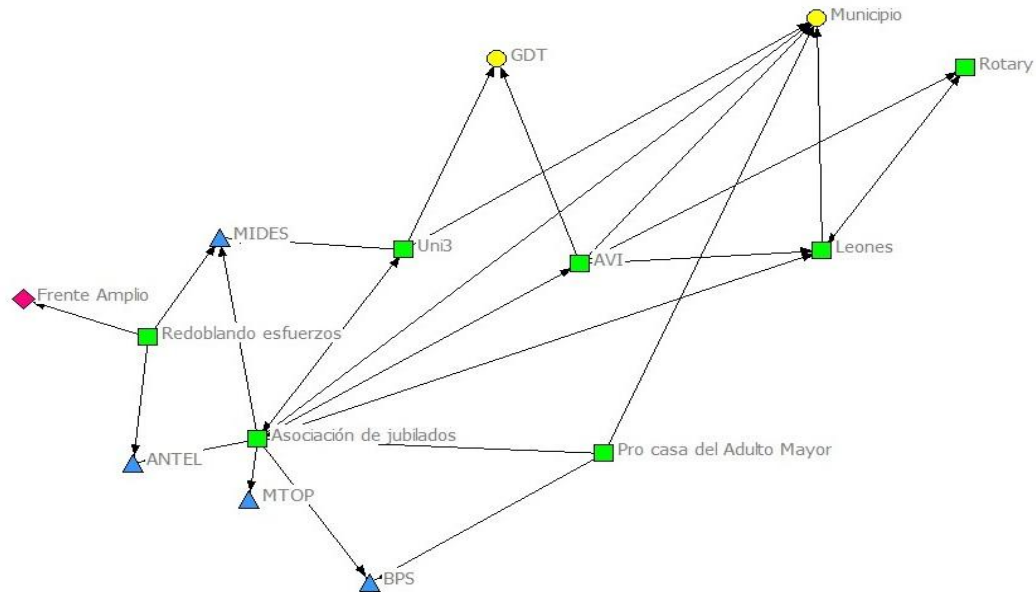 Municipio
GDT
Rotary
MIDES
Uni3
AVI
Leones
Frente Amplio
Redoblando esfuerzos
Asociación de jubilados
Pro casa del Adulto Mayor
ANTEL
MTOP
BPS